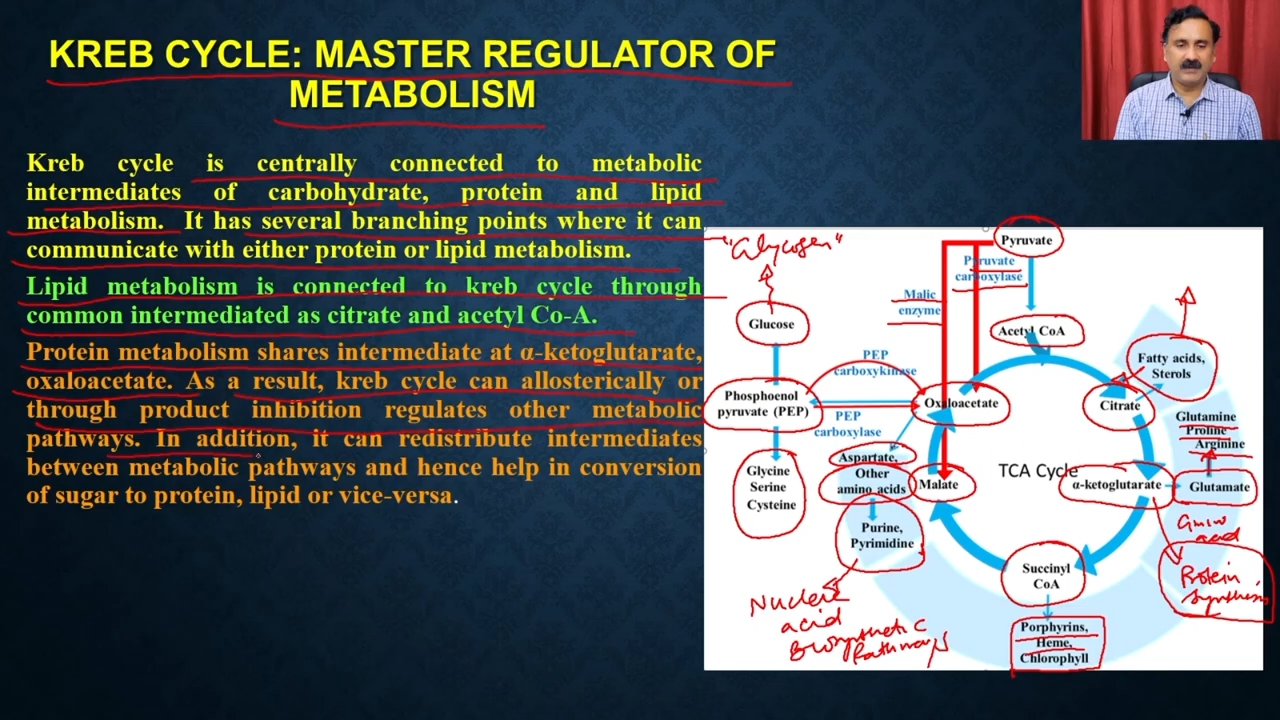 KREB CYCLE: MASTER REGULATOR OF
METABOLISM
Kreb cycle is centrally connected to metabolic
intermediates of carbohydrate, protein and lipid
metabolism. It has several branching points where it can
communicate with either protein or lipid metabolism.
Lipid metabolism is connected to kreb cycle through
common intermediated as citrate and acetyl Co-A.
Protein metabolism shares intermediate at α-ketoglutarate,
oxaloacetate. As a result, kreb cycle can allosterically or
through product inhibition regulates other metabolic
pathways. In addition, it can redistribute intermediates
between metabolic pathways and hence help in conversion
of sugar to protein, lipid or vice-versa.
"Glycogen"
Pyruvate
Pyruvate
carboxylase
Malic
enzyme
Glucose
Acetyl CoA
PEP
carboxykinase
Fatty acids,
Sterols
Phosphoenol
pyruvate (PEP)
Oxaloacetate
Citrate
PEP
carboxylase
Glutamine
Proline
Arginine
Aspartate,
Other
amino acids
Glycine
Serine
Cysteine
TCA Cycle
Malate
α-ketoglutarate
Glutamate
Purine,
Pyrimidine
amino
acid
Succinyl
CoA
Protein
Synthesis
Nucleic
acid
Biosynthetic
Pathways
Porphyrins,
Heme,
Chlorophyll